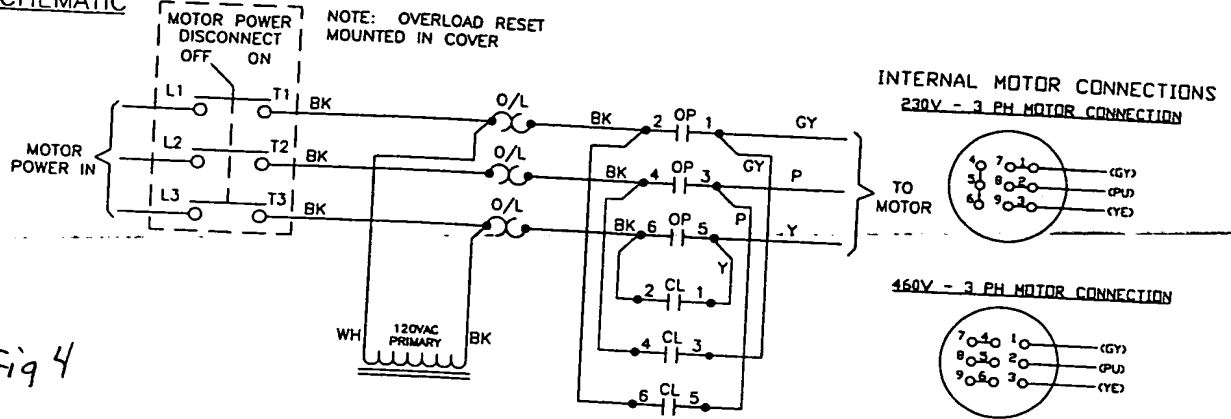 SCHEMATIC
MOTOR POWER
DISCONNECT
OFF ON
NOTE: OVERLOAD RESET
MOUNTED IN COVER
L1 T1 BK O/L BK 2 OP 1 GY
MOTOR
POWER IN
L2 T2 BK O/L BK 4 OP 3 GY P
L3 T3 BK O/L BK 6 OP 5 P Y
TO
MOTOR
Y
2 CL 1
WH 120VAC
PRIMARY BK
4 CL 3
6 CL 5
INTERNAL MOTOR CONNECTIONS
230V - 3 PH MOTOR CONNECTION
4 7 1 (GY)
5 8 2 (PU)
6 9 3 (YE)
460V - 3 PH MOTOR CONNECTION
7 4 1 (GY)
8 5 2 (PU)
9 6 3 (YE)
Fig 4